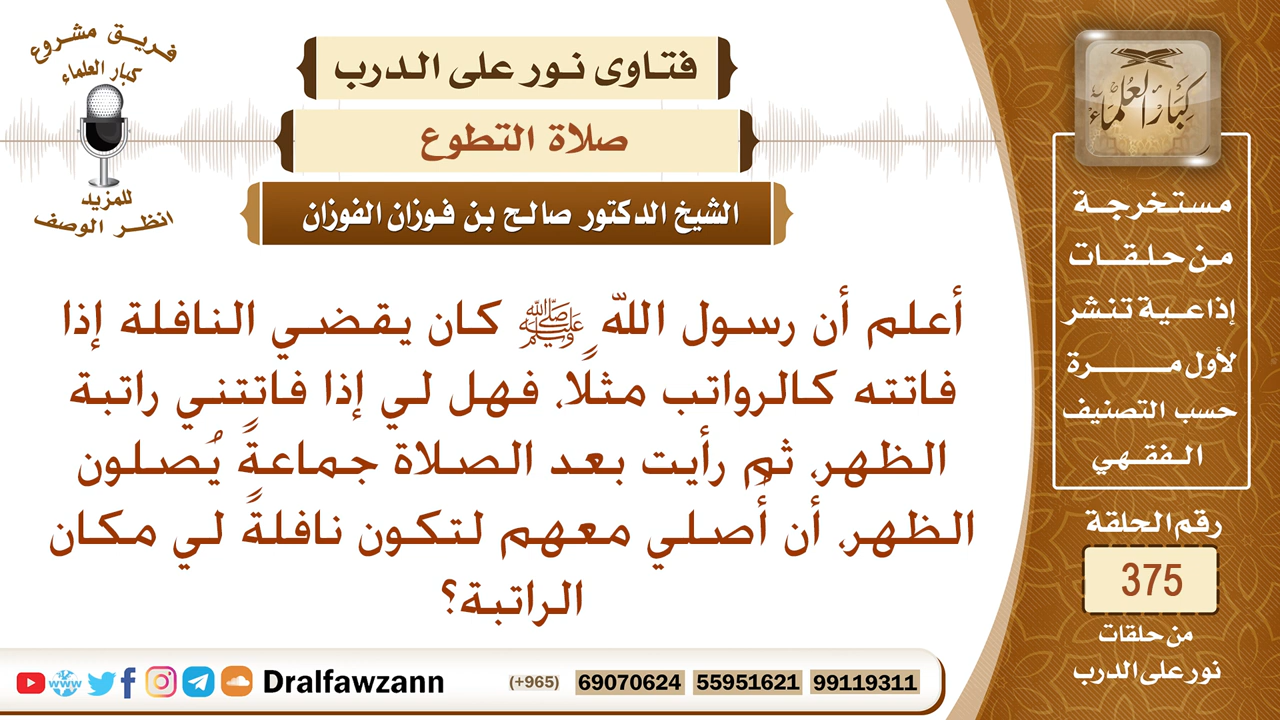 فريق مشروع
كبار العلماء
للمزيد
انظر الوصف
فتاوى نور على الدرب
صلاة التطوع
الشيخ الدكتور صالح بن فوزان الفوزان
أعلم أن رسول الله ﷺ كان يقضي النافلة إذا
فاتته كالرواتب مثلًا، فهل لي إذا فاتتني راتبة
الظهر، ثم رأيت بعد الصلاة جماعةً يُصلون
الظهر، أن أُصلي معهم لتكون نافلةً لي مكان
الراتبة؟
كبار العلماء
مستخرجة
من حلقات
إذاعية تنشر
لأول مرة
حسب التصنيف
الفقهي
رقم الحلقة
375
من حلقات
نور على الدرب
www Dralfawzann (+965) 69070624 55951621 99119311